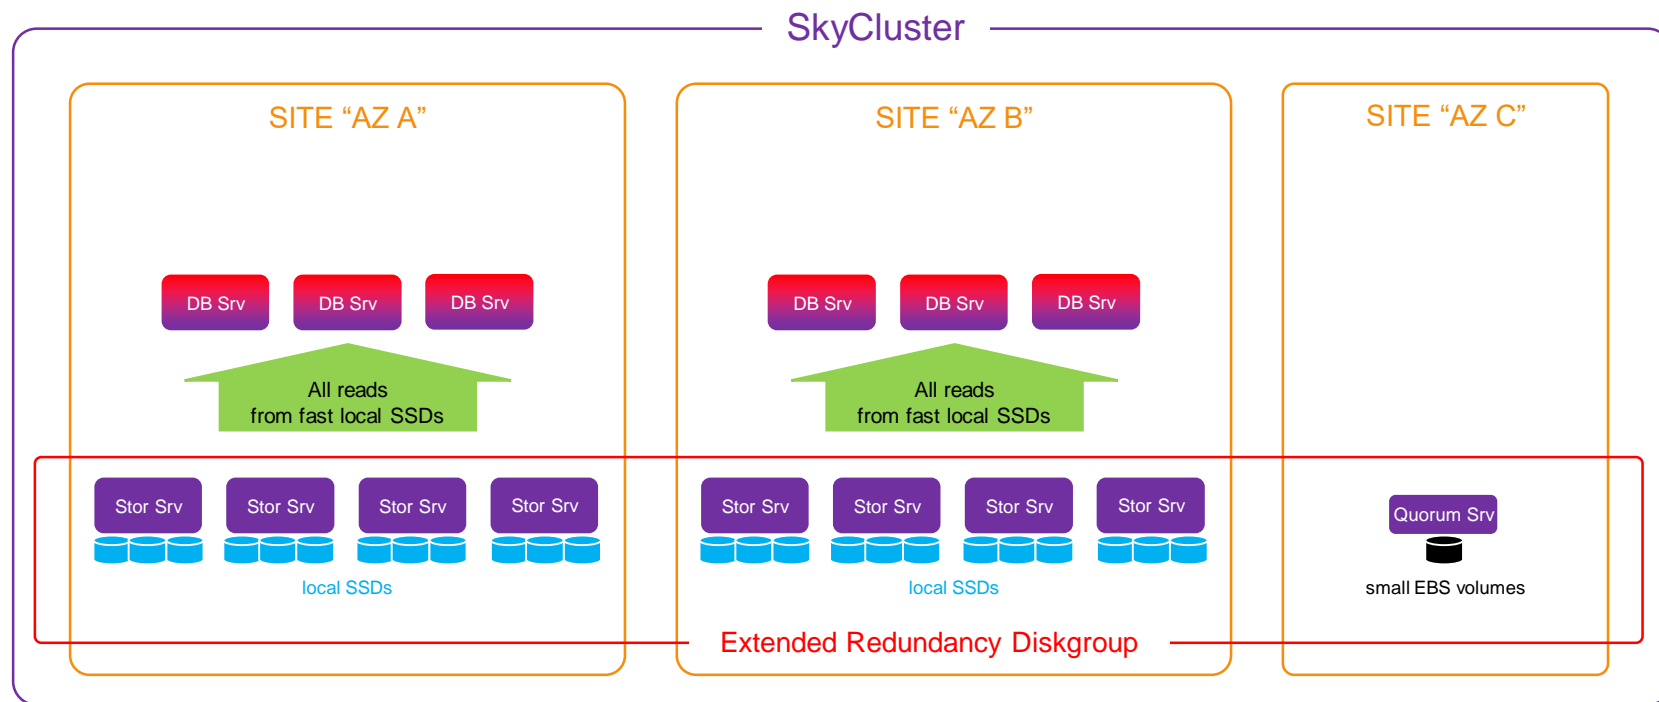 SkyCluster
SITE “AZ A”
SITE “AZ B”
SITE “AZ C”
DB Srv
DB Srv
DB Srv
DB Srv
DB Srv
DB Srv
All reads
from fast local SSDs
All reads
from fast local SSDs
Stor Srv
Stor Srv
Stor Srv
Stor Srv
Stor Srv
Stor Srv
Stor Srv
Stor Srv
Quorum Srv
local SSDs
local SSDs
small EBS volumes
Extended Redundancy Diskgroup